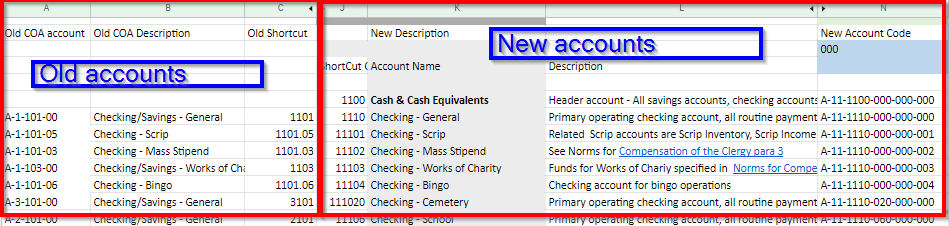 A B C J K L N
Old COA account Old COA Description Old Shortcut New Description New Account Code
Old accounts New accounts 000
ShortCut Account Name Description
1100 Cash & Cash Equivalents Header account - All savings accounts, checking accounts A-11-1100-000-000-000
A-1-101-00 Checking/Savings - General 1101 1110 Checking - General Primary operating checking account, all routine payment A-11-1110-000-000-000
A-1-101-05 Checking - Scrip 1101.05 11101 Checking - Scrip Related Scrip accounts are Scrip Inventory, Scrip Income A-11-1110-000-000-001
A-1-101-03 Checking - Mass Stipend 1101.03 11102 Checking - Mass Stipend See Norms for Compensation of the Clergy para 3 A-11-1110-000-000-002
A-1-103-00 Checking/Savings - Works of Cha 1103 11103 Checking - Works of Charity Funds for Works of Chariy specified in Norms for Compe A-11-1110-000-000-003
A-1-101-06 Checking - Bingo 1101.06 11104 Checking - Bingo Checking account for bingo operations A-11-1110-000-000-004
A-3-101-00 Checking - Cemetery 3101 111020 Checking - Cemetery Primary operating checking account, all routine payment A-11-1110-020-000-000
A-2-101-00 Checking/Savings - General 2101 11106 Checking - School Primary operating checking account, all routine payment A-11-1110-060-000-000